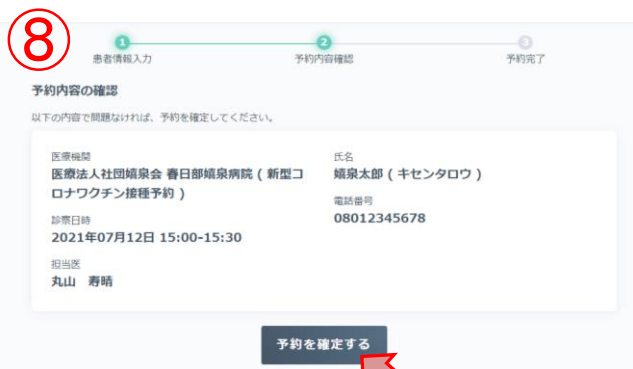 ⑧
1 2 3
患者情報入力 予約内容確認 予約完了
予約内容の確認
以下の内容で問題なければ、予約を確定してください。
医療機関
医療法人社団嬉泉会 春日部嬉泉病院 ( 新型コ
ロナワクチン接種予約 )
診察日時
2021年07月12日 15:00-15:30
担当医
丸山 寿晴
氏名
嬉泉太郎 ( キセンタロウ )
電話番号
08012345678
予約を確定する